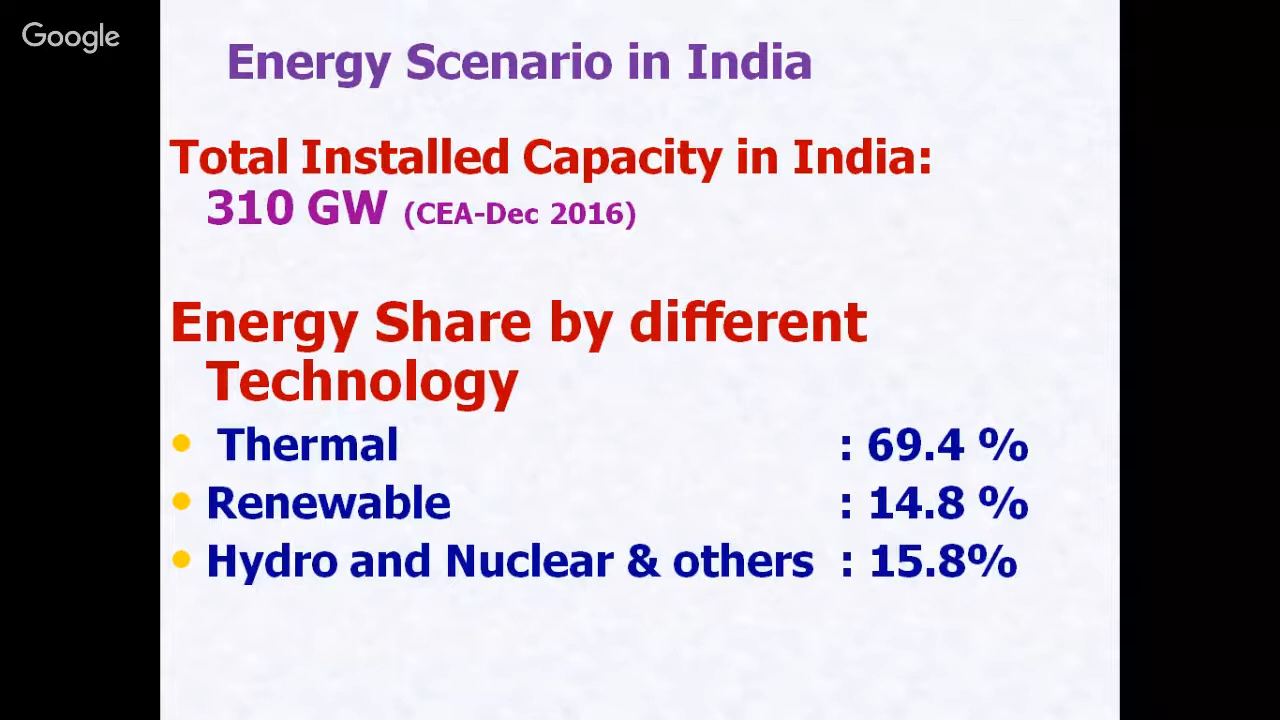 Google
Energy Scenario in India
Total Installed Capacity in India:
310 GW (CEA-Dec 2016)
Energy Share by different
Technology
• Thermal : 69.4 %
• Renewable : 14.8 %
• Hydro and Nuclear & others : 15.8%